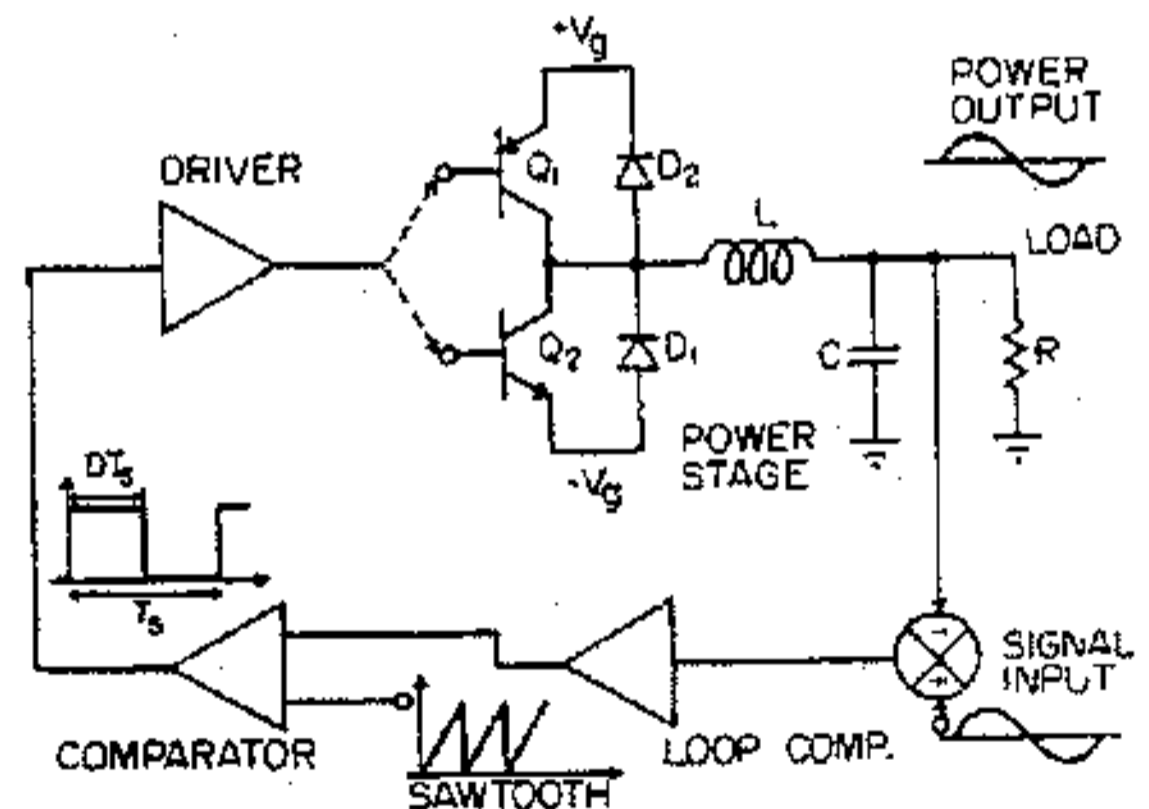 +Vg
POWER
OUTPUT
DRIVER
Q1
D2
L
LOAD
Q2
D1
C
R
POWER
STAGE
-Vg
DTs
Ts
SIGNAL
INPUT
COMPARATOR
LOOP COMP.
SAWTOOTH